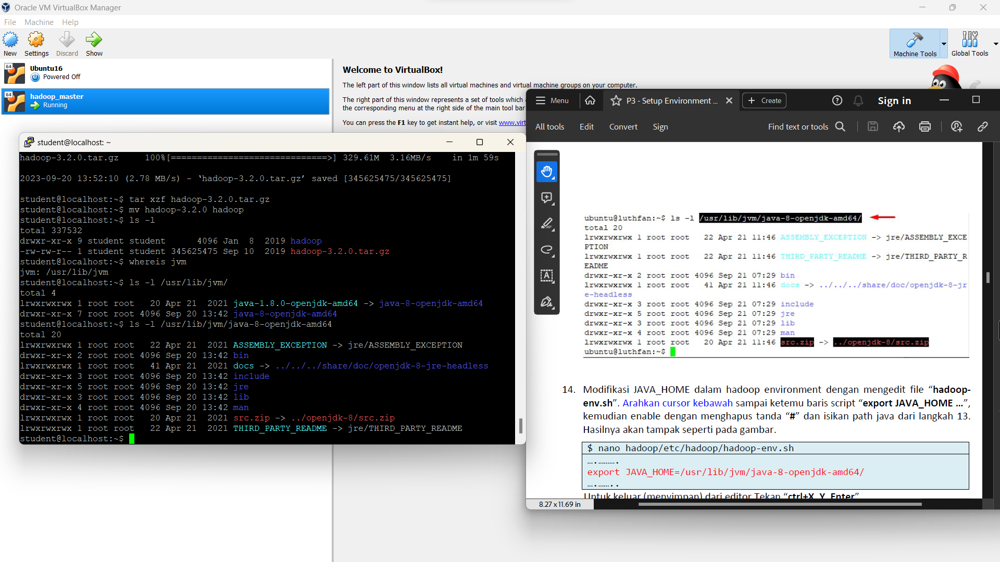 Oracle VM VirtualBox Manager
File Machine Help
New Settings Discard Show
Machine Tools Global Tools
64 Ubuntu16
Powered Off
64 hadoop_master
Running
Welcome to VirtualBox!
The left part of this window lists all virtual machines and virtual machine groups on your computer.
The right part of this window represents a set of tools which
the corresponding menu at the right side of the main tool bar
You can press the F1 key to get instant help, or visit www.virt
student@localhost: ~
hadoop-3.2.0.tar.gz 100%[==============================>] 329.61M 3.16MB/s in 1m 59s
2023-09-20 13:52:10 (2.78 MB/s) - ‘hadoop-3.2.0.tar.gz’ saved [345625475/345625475]
student@localhost:~$ tar xzf hadoop-3.2.0.tar.gz
student@localhost:~$ mv hadoop-3.2.0 hadoop
student@localhost:~$ ls -l
total 337532
drwxr-xr-x 9 student student 4096 Jan 8 2019 hadoop
-rw-rw-r-- 1 student student 345625475 Sep 10 2019 hadoop-3.2.0.tar.gz
student@localhost:~$ whereis jvm
jvm: /usr/lib/jvm
student@localhost:~$ ls -l /usr/lib/jvm/
total 4
lrwxrwxrwx 1 root root 20 Apr 21 2021 java-1.8.0-openjdk-amd64 -> java-8-openjdk-amd64
drwxr-xr-x 7 root root 4096 Sep 20 13:42 java-8-openjdk-amd64
student@localhost:~$ ls -l /usr/lib/jvm/java-8-openjdk-amd64
total 20
lrwxrwxrwx 1 root root 22 Apr 21 2021 ASSEMBLY_EXCEPTION -> jre/ASSEMBLY_EXCEPTION
drwxr-xr-x 2 root root 4096 Sep 20 13:42 bin
lrwxrwxrwx 1 root root 41 Apr 21 2021 docs -> ../../../share/doc/openjdk-8-jre-headless
drwxr-xr-x 3 root root 4096 Sep 20 13:42 include
drwxr-xr-x 5 root root 4096 Sep 20 13:42 jre
drwxr-xr-x 3 root root 4096 Sep 20 13:42 lib
drwxr-xr-x 4 root root 4096 Sep 20 13:42 man
lrwxrwxrwx 1 root root 20 Apr 21 2021 src.zip -> ../openjdk-8/src.zip
lrwxrwxrwx 1 root root 22 Apr 21 2021 THIRD_PARTY_README -> jre/THIRD_PARTY_README
student@localhost:~$
Menu P3 - Setup Environment ... + Create Sign in
All tools Edit Convert Sign Find text or tools
ubuntu@luthfan:~$ ls -l /usr/lib/jvm/java-8-openjdk-amd64/
total 20
lrwxrwxrwx 1 root root 22 Apr 21 11:46 ASSEMBLY_EXCEPTION -> jre/ASSEMBLY_EXCE
PTION
lrwxrwxrwx 1 root root 22 Apr 21 11:46 THIRD_PARTY_README -> jre/THIRD_PARTY_R
EADME
drwxr-xr-x 2 root root 4096 Sep 21 07:29 bin
lrwxrwxrwx 1 root root 41 Apr 21 11:46 docs -> ../../../share/doc/openjdk-8-jr
e-headless
drwxr-xr-x 3 root root 4096 Sep 21 07:29 include
drwxr-xr-x 5 root root 4096 Sep 21 07:29 jre
drwxr-xr-x 3 root root 4096 Sep 21 07:29 lib
drwxr-xr-x 4 root root 4096 Sep 21 07:29 man
lrwxrwxrwx 1 root root 20 Apr 21 11:46 src.zip -> ../openjdk-8/src.zip
ubuntu@luthfan:~$
14. Modifikasi JAVA_HOME dalam hadoop environment dengan mengedit file “hadoop-
env.sh”. Arahkan cursor kebawah sampai ketemu baris script “export JAVA_HOME ...”,
kemudian enable dengan menghapus tanda “#” dan isikan path java dari langkah 13.
Hasilnya akan tampak seperti pada gambar.
$ nano hadoop/etc/hadoop/hadoop-env.sh
…………
export JAVA_HOME=/usr/lib/jvm/java-8-openjdk-amd64/
…………
Untuk keluar (menyimpan) dari editor Tekan “ctrl+X, Y, Enter”
8.27 x 11.69 in